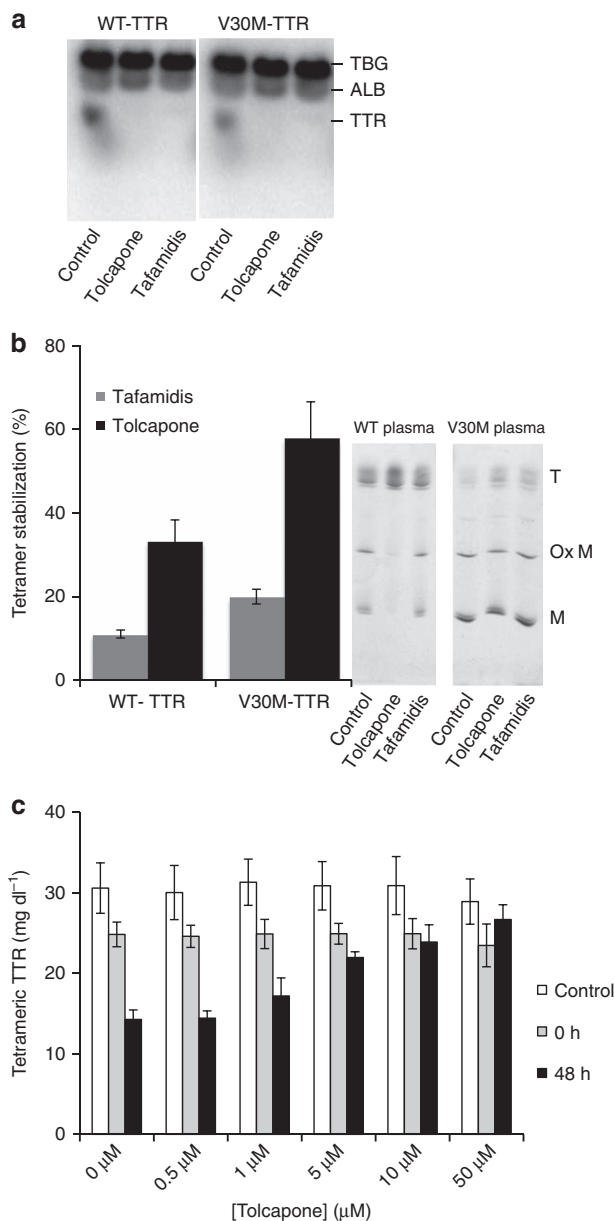 a
WT-TTR V30M-TTR
TBG
ALB
TTR
Control Tolcapone Tafamidis Control Tolcapone Tafamidis
b
80
60
40
20
0
Tetramer stabilization (%)
Tafamidis
Tolcapone
WT- TTR V30M-TTR
WT plasma V30M plasma
T
Ox M
M
Control Tolcapone Tafamidis Control Tolcapone Tafamidis
c
40
30
20
10
0
Tetrameric TTR (mg dl⁻¹)
Control
0 h
48 h
0 μM 0.5 μM 1 μM 5 μM 10 μM 50 μM
[Tolcapone] (μM)